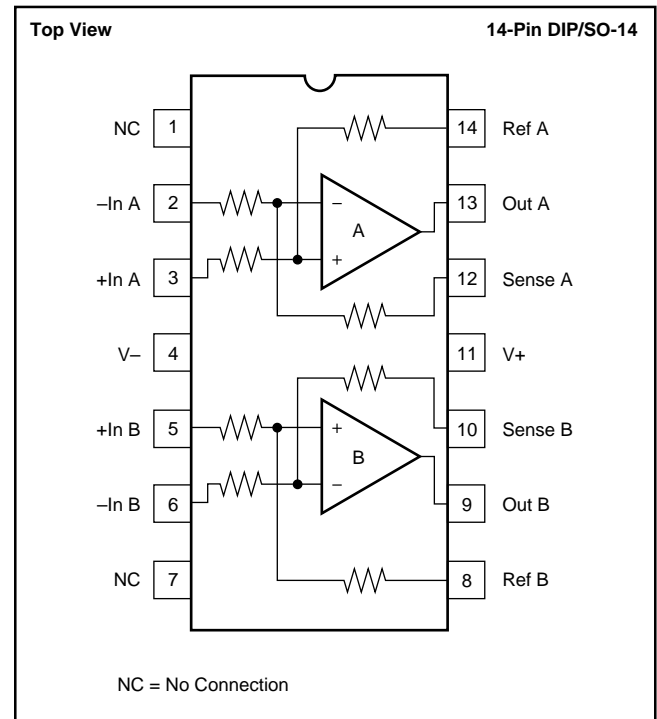 Top View 14-Pin DIP/SO-14
NC 1 14 Ref A
–In A 2 – A 13 Out A
+In A 3 + 12 Sense A
V– 4 11 V+
+In B 5 + B 10 Sense B
–In B 6 – 9 Out B
NC 7 8 Ref B
NC = No Connection